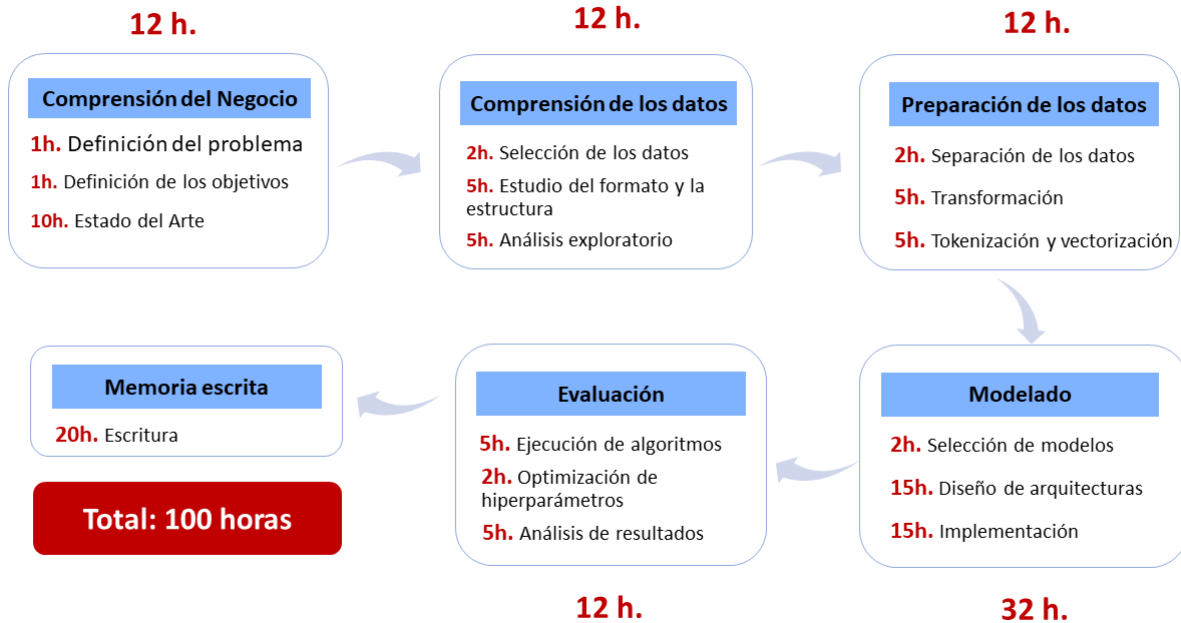 12 h.
Comprensión del Negocio
1h. Definición del problema
1h. Definición de los objetivos
10h. Estado del Arte
12 h.
Comprensión de los datos
2h. Selección de los datos
5h. Estudio del formato y la
estructura
5h. Análisis exploratorio
12 h.
Preparación de los datos
2h. Separación de los datos
5h. Transformación
5h. Tokenización y vectorización
Modelado
2h. Selección de modelos
15h. Diseño de arquitecturas
15h. Implementación
32 h.
Evaluación
5h. Ejecución de algoritmos
2h. Optimización de
hiperparámetros
5h. Análisis de resultados
12 h.
Memoria escrita
20h. Escritura
Total: 100 horas